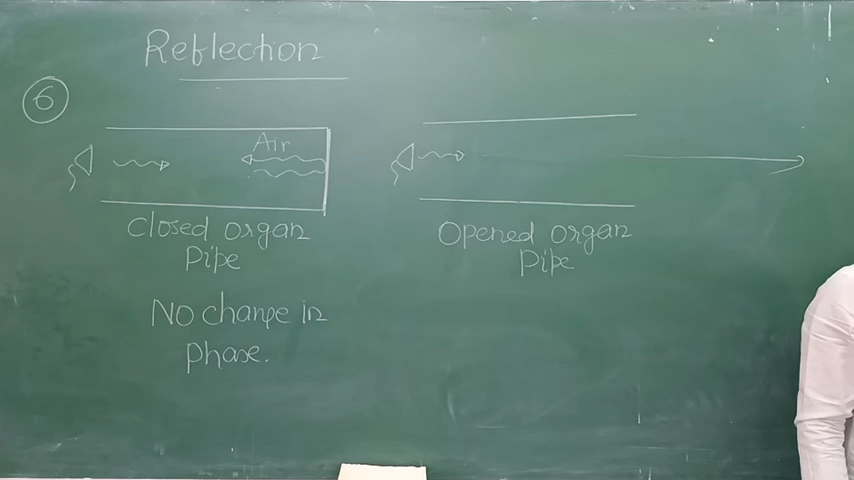 Reflection
6
Air
Closed organ
Pipe
Opened organ
Pipe
No change in
Phase.